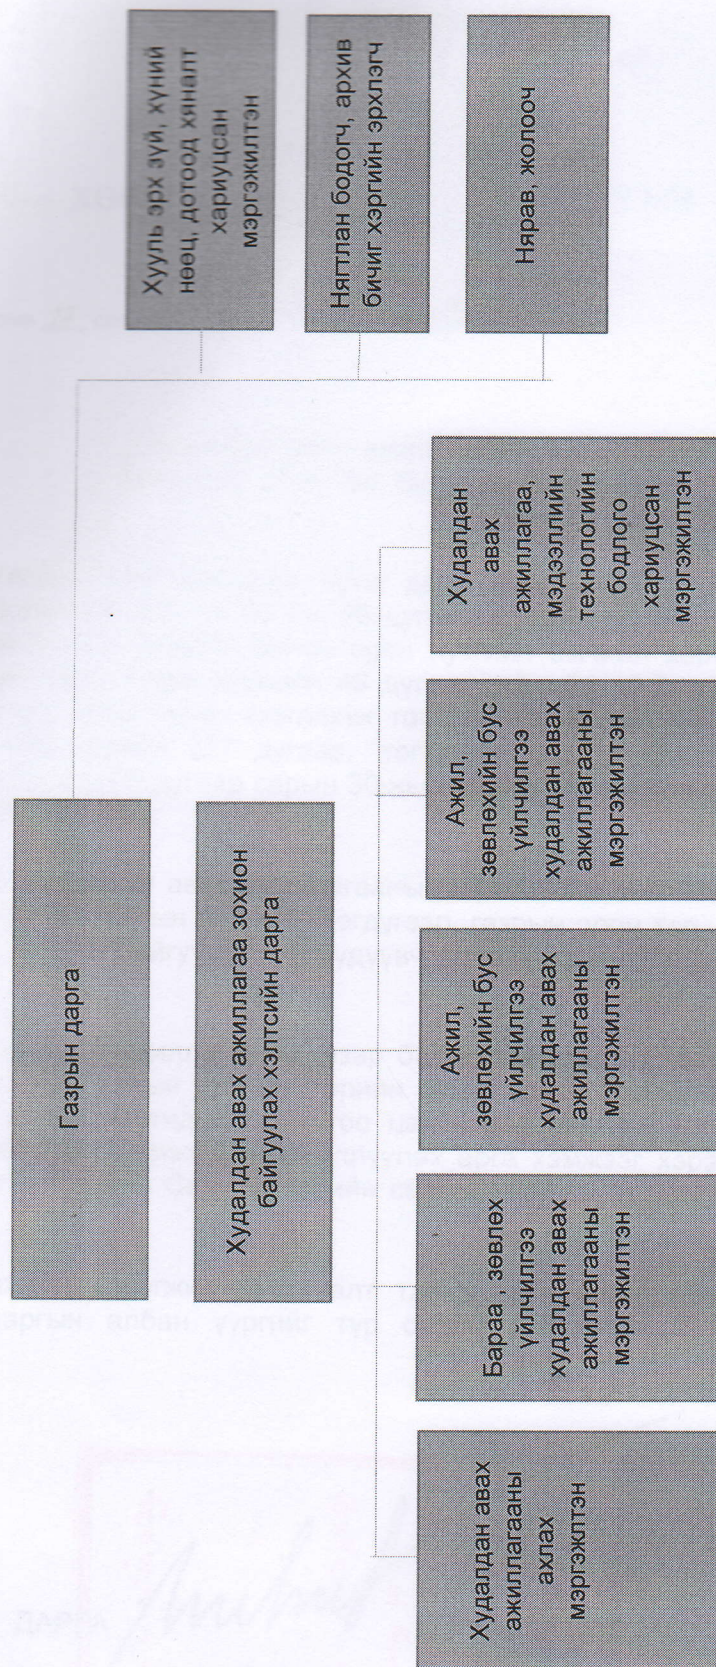 Газрын дарга
Худалдан авах ажиллагаа зохион
байгуулах хэлтсийн дарга
Хууль эрх зүй, хүний
нөөц, дотоод хяналт
хариуцсан
мэргэжилтэн
Нягтлан бодогч, архив
бичиг хэргийн эрхлэгч
Нярав, жолооч
Худалдан авах
ажиллагааны
ахлах
мэргэжлтэн
Бараа , зөвлөх
үйлчилгээ
худалдан авах
ажиллагааны
мэргэжилтэн
Ажил,
зөвлөхийн бус
үйлчилгээ
худалдан авах
ажиллагааны
мэргэжилтэн
Ажил,
зөвлөхийн бус
үйлчилгээ
худалдан авах
ажиллагааны
мэргэжилтэн
Худалдан
авах
ажиллагаа,
мэдээллийн
технологийн
бодлого
хариуцсан
мэргэжилтэн